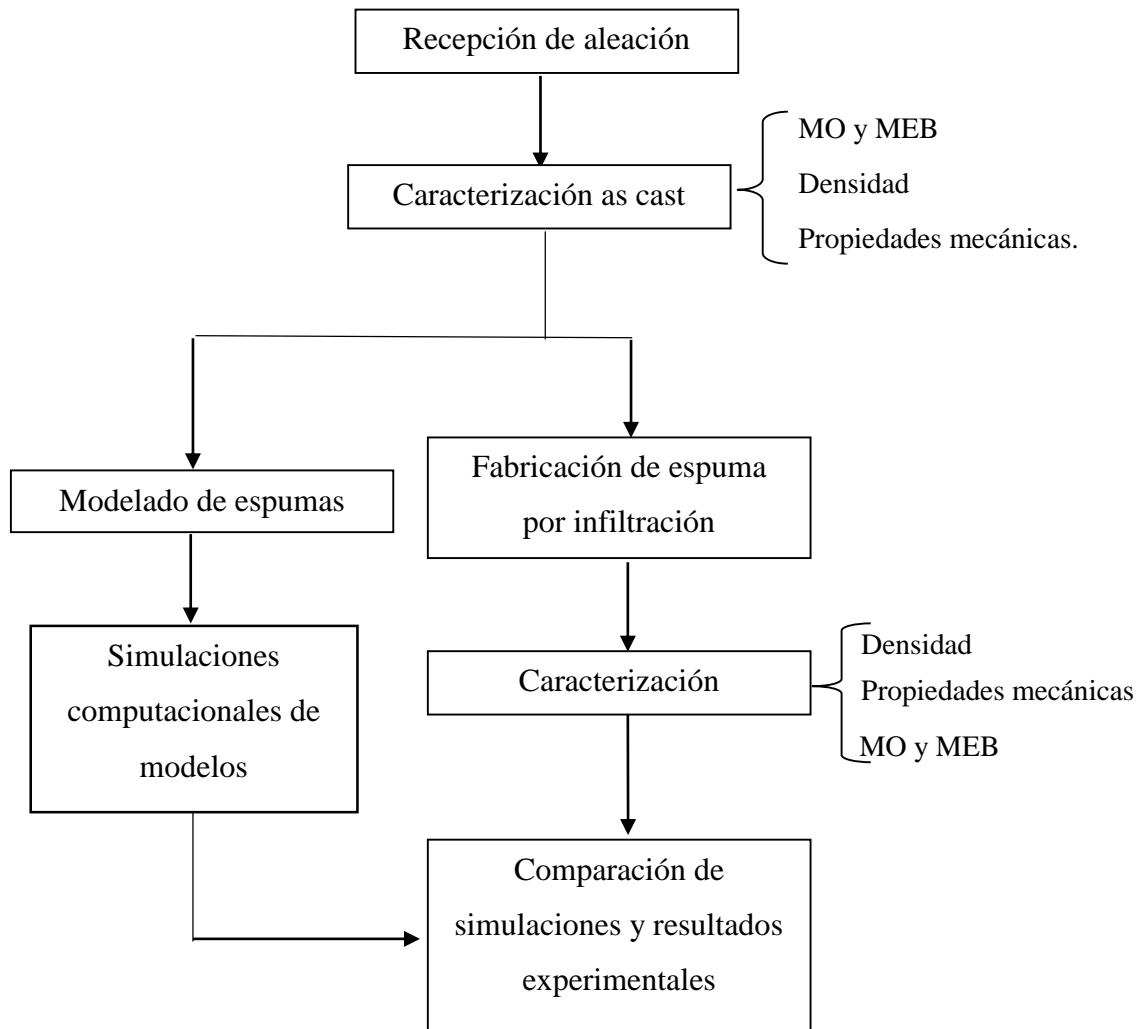 Recepción de aleación
MO y MEB
Densidad
Caracterización as cast
Propiedades mecánicas.
Modelado de espumas
Fabricación de espuma
por infiltración
Simulaciones
computacionales de
modelos
Caracterización
Densidad
Propiedades mecánicas
MO y MEB
Comparación de
simulaciones y resultados
experimentales